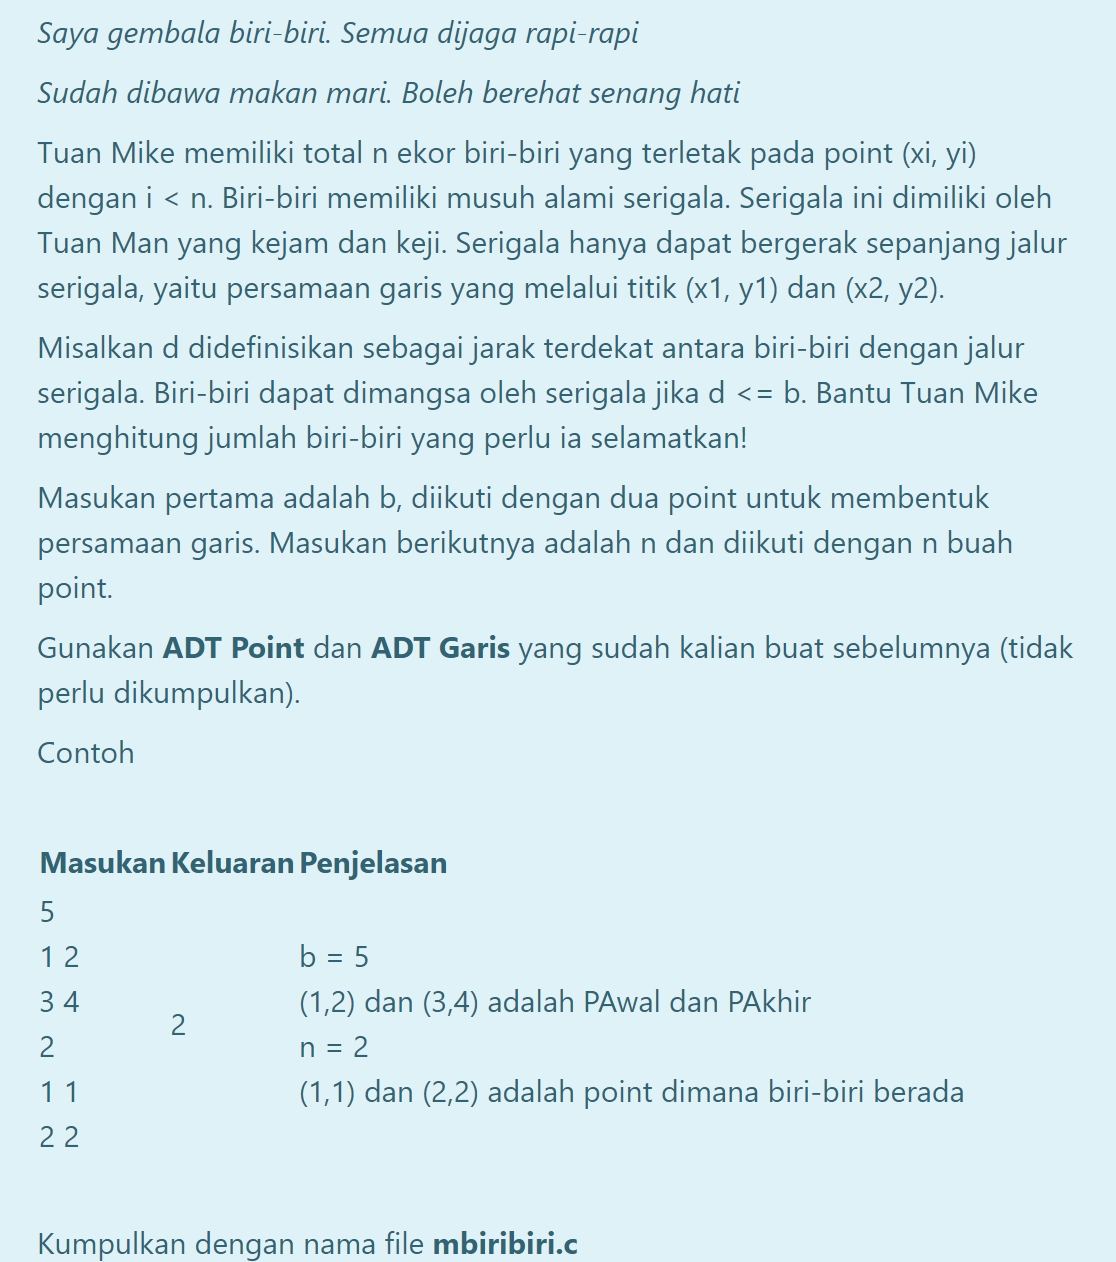 Saya gembala biri-biri. Semua dijaga rapi-rapi
Sudah dibawa makan mari. Boleh berehat senang hati
Tuan Mike memiliki total n ekor biri-biri yang terletak pada point (xi, yi)
dengan i < n. Biri-biri memiliki musuh alami serigala. Serigala ini dimiliki oleh
Tuan Man yang kejam dan keji. Serigala hanya dapat bergerak sepanjang jalur
serigala, yaitu persamaan garis yang melalui titik (x1, y1) dan (x2, y2).
Misalkan d didefinisikan sebagai jarak terdekat antara biri-biri dengan jalur
serigala. Biri-biri dapat dimangsa oleh serigala jika d <= b. Bantu Tuan Mike
menghitung jumlah biri-biri yang perlu ia selamatkan!
Masukan pertama adalah b, diikuti dengan dua point untuk membentuk
persamaan garis. Masukan berikutnya adalah n dan diikuti dengan n buah
point.
Gunakan ADT Point dan ADT Garis yang sudah kalian buat sebelumnya (tidak
perlu dikumpulkan).
Contoh
Masukan Keluaran Penjelasan
5
1 2
3 4
2
1 1
2 2
2
b = 5
(1,2) dan (3,4) adalah PAwal dan PAkhir
n = 2
(1,1) dan (2,2) adalah point dimana biri-biri berada
Kumpulkan dengan nama file mbiribiri.c